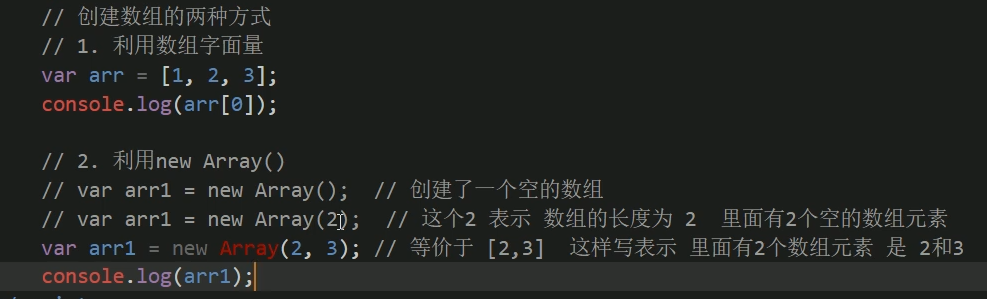 // 创建数组的两种方式
// 1. 利用数组字面量
var arr = [1, 2, 3];
console.log(arr[0]);
// 2. 利用new Array()
// var arr1 = new Array();  // 创建了一个空的数组
// var arr1 = new Array(2);  // 这个2 表示 数组的长度为 2  里面有2个空的数组元素
var arr1 = new Array(2, 3); // 等价于 [2,3]  这样写表示 里面有2个数组元素 是 2和3
console.log(arr1);